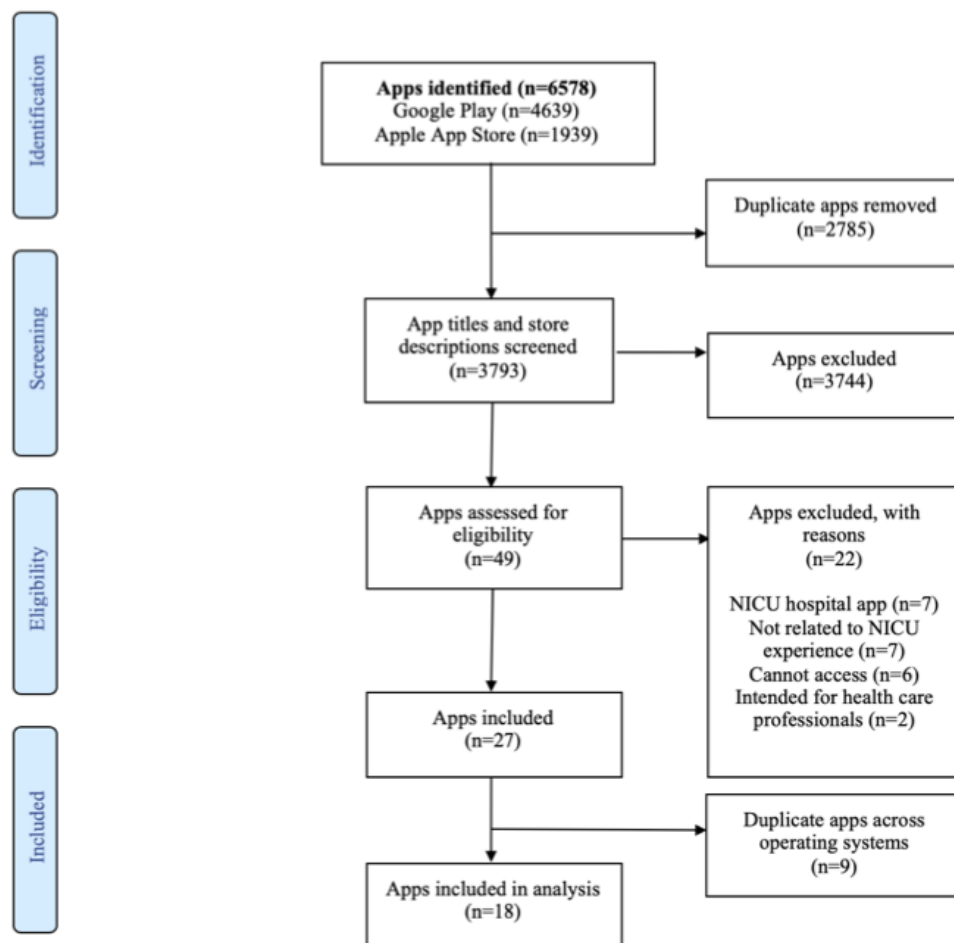 Identification
Apps identified (n=6578)
Google Play (n=4639)
Apple App Store (n=1939)
Duplicate apps removed
(n=2785)
Screening
App titles and store
descriptions screened
(n=3793)
Apps excluded
(n=3744)
Eligibility
Apps assessed for
eligibility
(n=49)
Apps excluded, with
reasons
(n=22)
NICU hospital app (n=7)
Not related to NICU
experience (n=7)
Cannot access (n=6)
Intended for health care
professionals (n=2)
Apps included
(n=27)
Included
Duplicate apps across
operating systems
(n=9)
Apps included in analysis
(n=18)